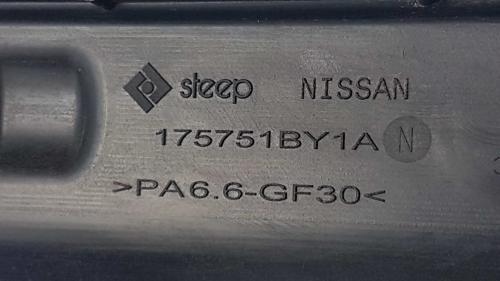 steep NISSAN
175751BY1A N
>PA6.6-GF30<